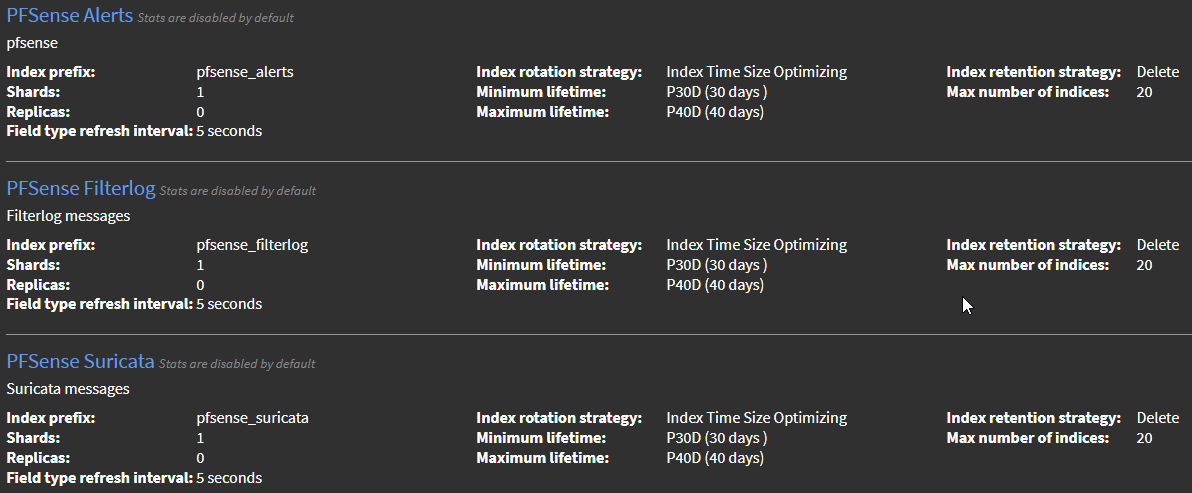 PFSense Alerts Stats are disabled by default
pfsense
Index prefix: pfsense_alerts Index rotation strategy: Index Time Size Optimizing Index retention strategy: Delete
Shards: 1 Minimum lifetime: P30D (30 days ) Max number of indices: 20
Replicas: 0 Maximum lifetime: P40D (40 days)
Field type refresh interval: 5 seconds
PFSense Filterlog Stats are disabled by default
Filterlog messages
Index prefix: pfsense_filterlog Index rotation strategy: Index Time Size Optimizing Index retention strategy: Delete
Shards: 1 Minimum lifetime: P30D (30 days ) Max number of indices: 20
Replicas: 0 Maximum lifetime: P40D (40 days)
Field type refresh interval: 5 seconds
PFSense Suricata Stats are disabled by default
Suricata messages
Index prefix: pfsense_suricata Index rotation strategy: Index Time Size Optimizing Index retention strategy: Delete
Shards: 1 Minimum lifetime: P30D (30 days ) Max number of indices: 20
Replicas: 0 Maximum lifetime: P40D (40 days)
Field type refresh interval: 5 seconds